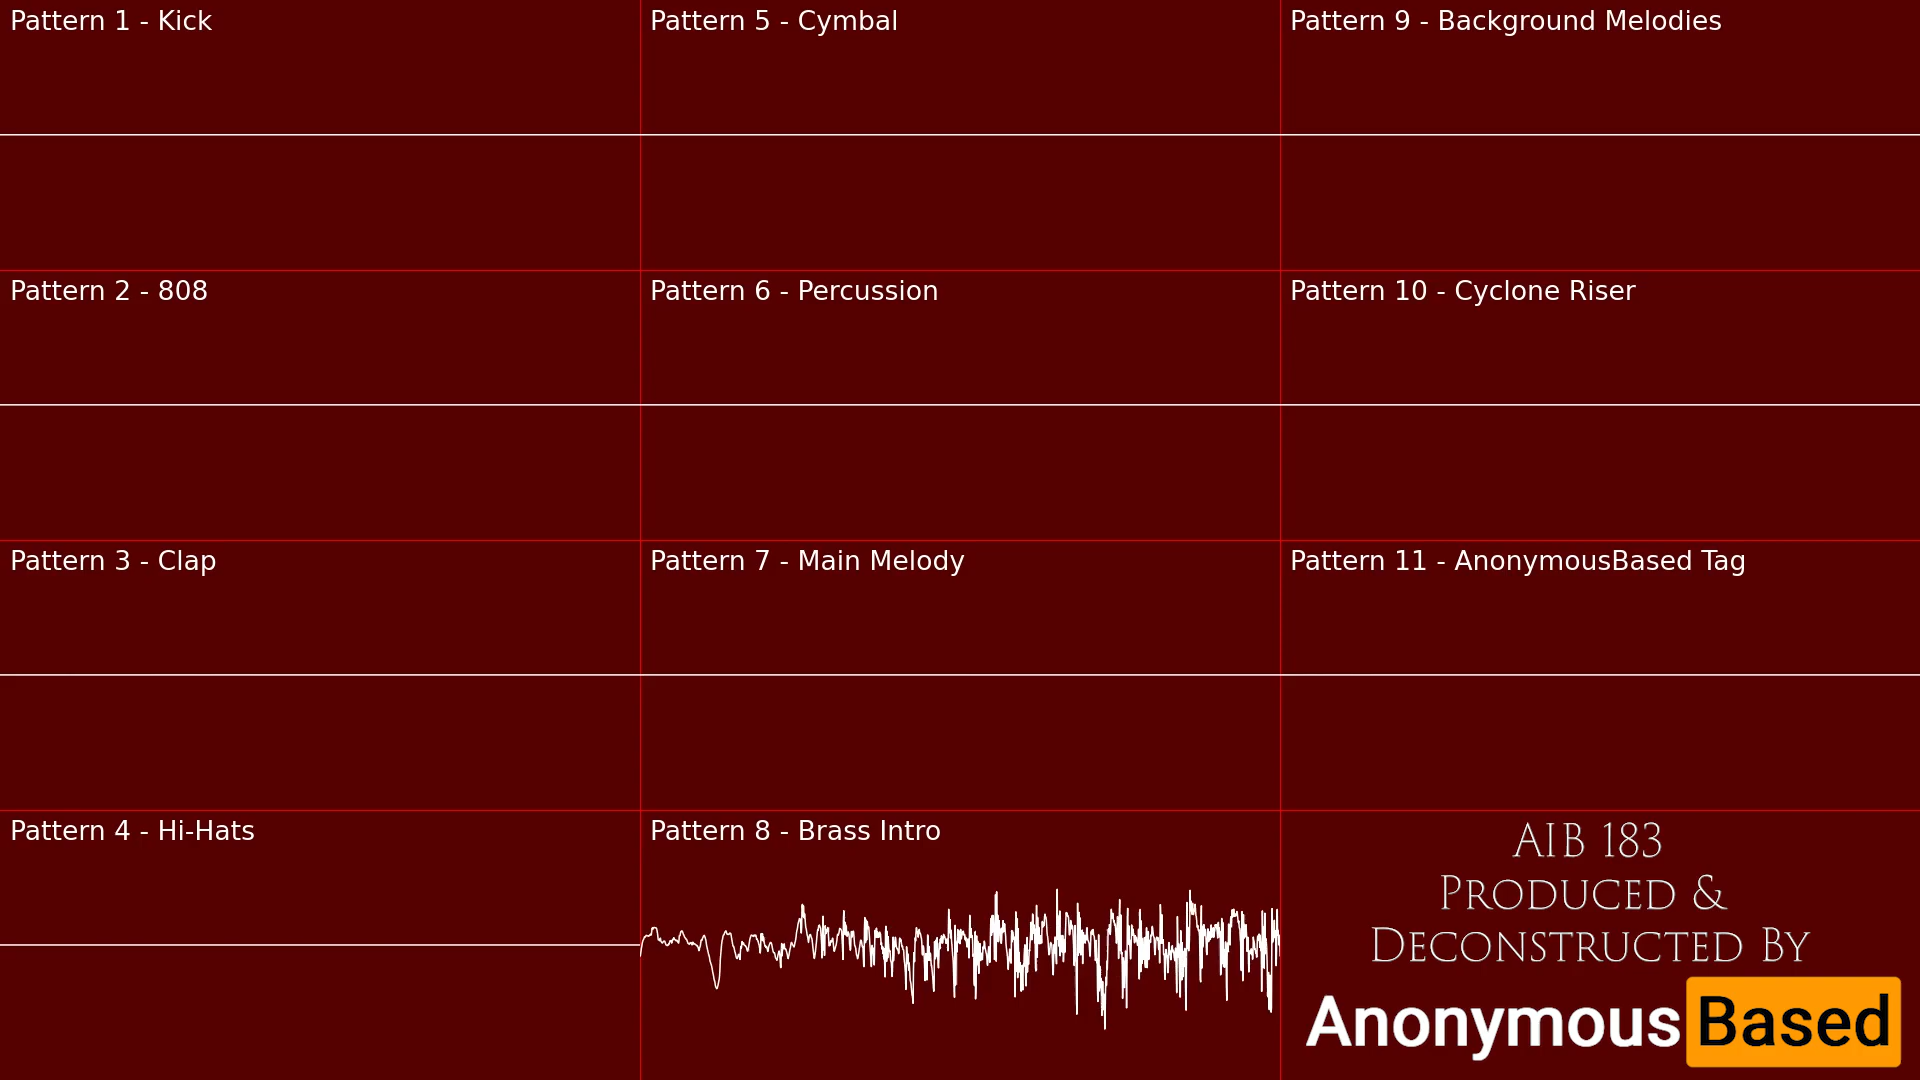 Pattern 1 - Kick
Pattern 2 - 808
Pattern 3 - Clap
Pattern 4 - Hi-Hats
Pattern 5 - Cymbal
Pattern 6 - Percussion
Pattern 7 - Main Melody
Pattern 8 - Brass Intro
Pattern 9 - Background Melodies
Pattern 10 - Cyclone Riser
Pattern 11 - AnonymousBased Tag
AIB 183
Produced &
Deconstructed By
Anonymous Based